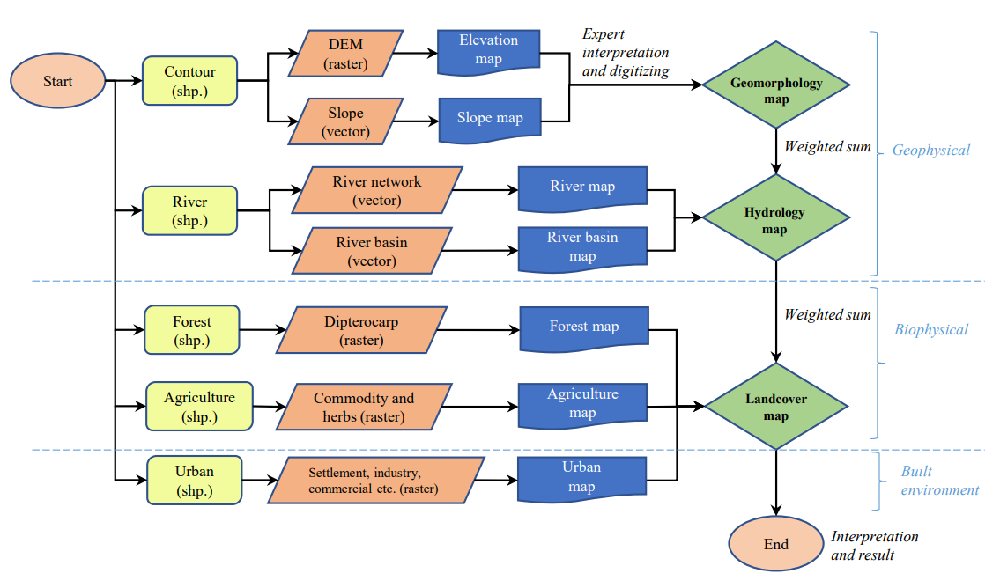 Start
Contour
(shp.)
DEM
(raster)
Elevation
map
Expert
interpretation
and digitizing
Slope
(vector)
Slope map
Geomorphology
map
Weighted sum
Geophysical
River
(shp.)
River network
(vector)
River map
River basin
(vector)
River basin
map
Hydrology
map
Forest
(shp.)
Dipterocarp
(raster)
Forest map
Weighted sum
Biophysical
Agriculture
(shp.)
Commodity and
herbs (raster)
Agriculture
map
Landcover
map
Urban
(shp.)
Settlement, industry,
commercial etc. (raster)
Urban
map
Built
environment
End
Interpretation
and result